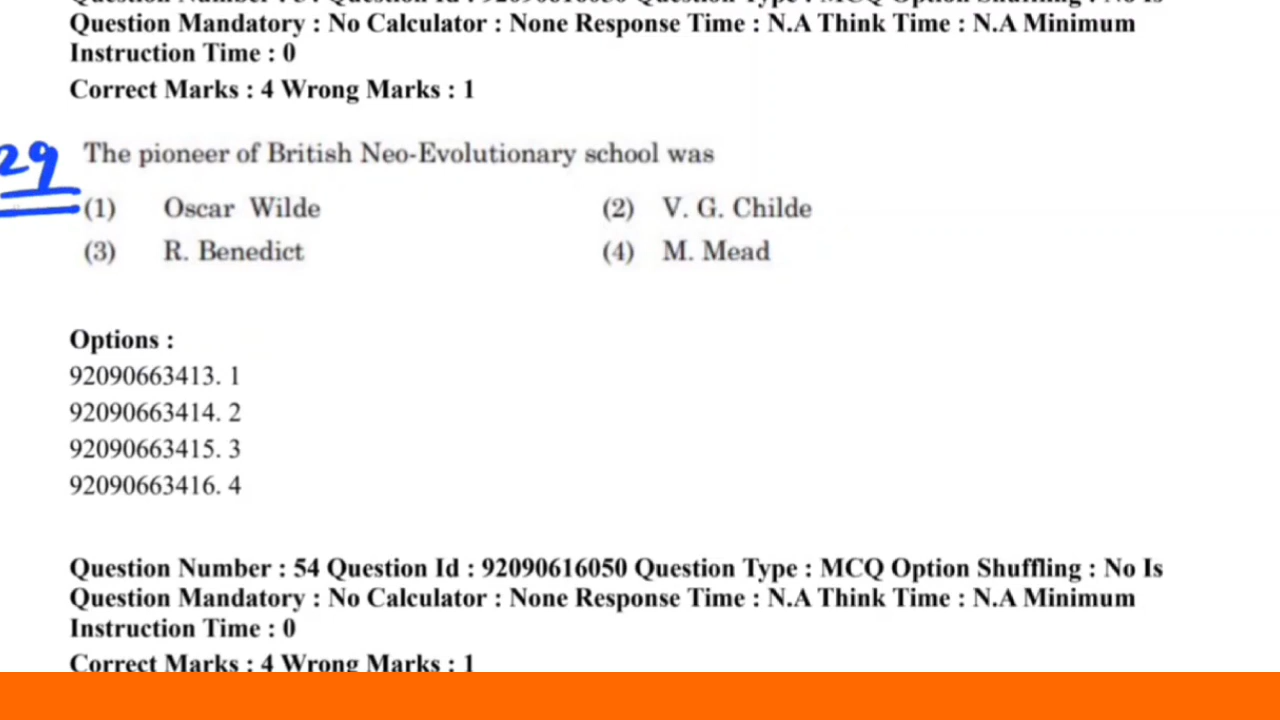 Question Mandatory : No Calculator : None Response Time : N.A Think Time : N.A Minimum
Instruction Time : 0
Correct Marks : 4 Wrong Marks : 1
29 The pioneer of British Neo-Evolutionary school was
(1) Oscar Wilde (2) V. G. Childe
(3) R. Benedict (4) M. Mead
Options :
92090663413. 1
92090663414. 2
92090663415. 3
92090663416. 4
Question Number : 54 Question Id : 92090616050 Question Type : MCQ Option Shuffling : No Is
Question Mandatory : No Calculator : None Response Time : N.A Think Time : N.A Minimum
Instruction Time : 0
Correct Marks : 4 Wrong Marks : 1